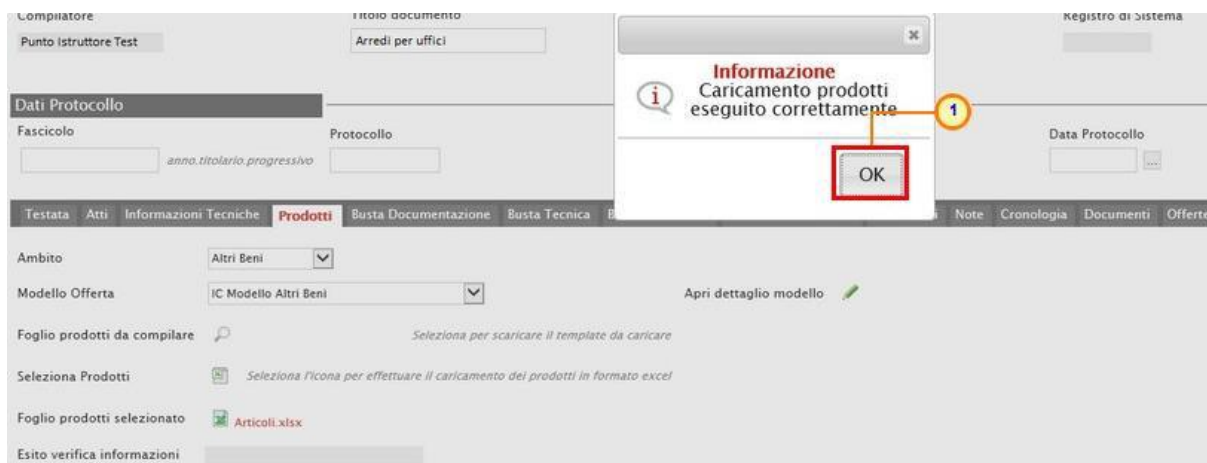 Compilatore
Titolo documento
Registro di Sistema
Punto Istruttore Test
Arredi per uffici
Informazione
Caricamento prodotti
eseguito correttamente
1
OK
Dati Protocollo
Fascicolo
Protocollo
Data Protocollo
anno.titolario.progressivo
...
Testata Atti Informazioni Tecniche Prodotti Busta Documentazione Busta Tecnica Note Cronologia Documenti Offerte
Ambito
Altri Beni
Modello Offerta
IC Modello Altri Beni
Apri dettaglio modello
Foglio prodotti da compilare
Seleziona per scaricare il template da caricare
Seleziona Prodotti
Seleziona l'icona per effettuare il caricamento dei prodotti in formato excel
Foglio prodotti selezionato
Articoli.xlsx
Esito verifica informazioni